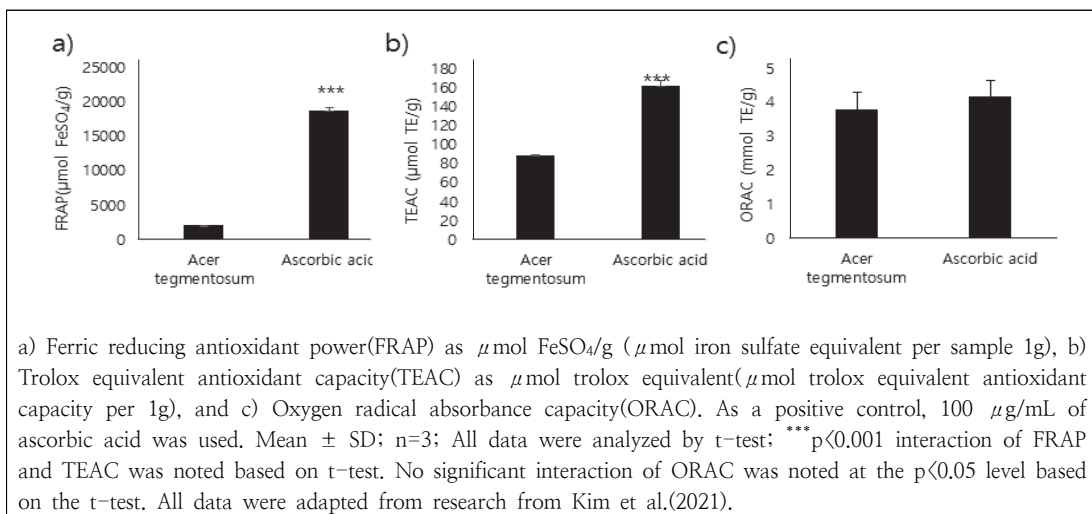 a)
b)
c)
FRAP(μmol FeSO₄/g)
25000
20000
15000
10000
5000
0
***
Acer
tegmentosum
Ascorbic acid
TEAC (μmol TE/g)
180
160
140
120
100
80
60
40
20
0
***
Acer
tegmentosum
Ascorbic acid
ORAC (mmol TE/g)
5
4
3
2
1
0
Acer
tegmentosum
Ascorbic acid
a) Ferric reducing antioxidant power(FRAP) as μmol FeSO₄/g (μmol iron sulfate equivalent per sample 1g), b)
Trolox equivalent antioxidant capacity(TEAC) as μmol trolox equivalent(μmol trolox equivalent antioxidant
capacity per 1g), and c) Oxygen radical absorbance capacity(ORAC). As a positive control, 100 μg/mL of
ascorbic acid was used. Mean ± SD; n=3; All data were analyzed by t-test; ***p<0.001 interaction of FRAP
and TEAC was noted based on t-test. No significant interaction of ORAC was noted at the p<0.05 level based
on the t-test. All data were adapted from research from Kim et al.(2021).